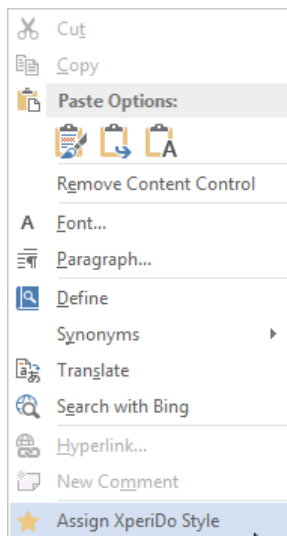 Cut
Copy
Paste Options:
A
Remove Content Control
A Font...
Paragraph...
Define
Synonyms
Translate
Search with Bing
Hyperlink...
New Comment
Assign XperiDo Style